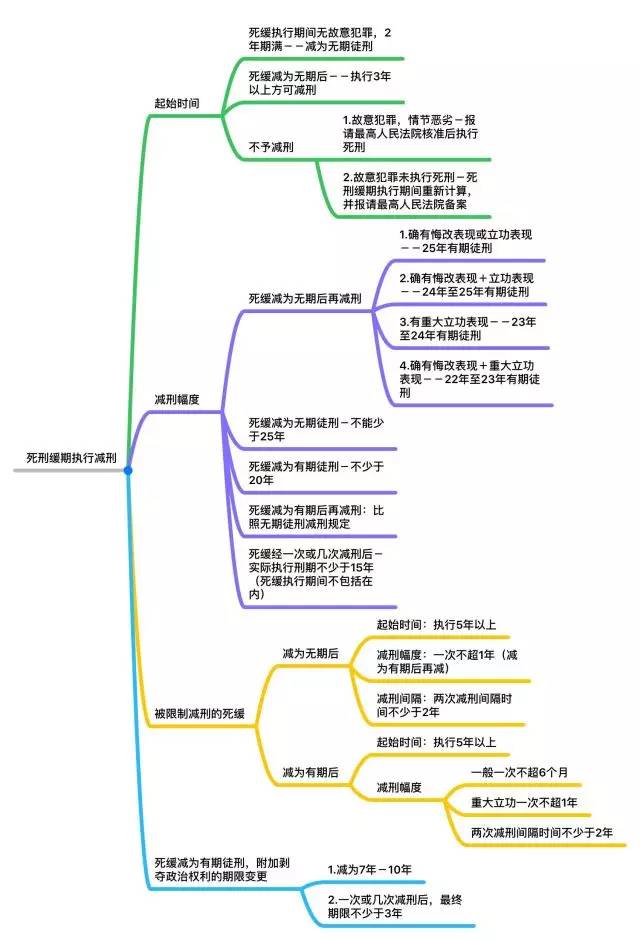 死刑缓期执行减刑
起始时间
死缓执行期间无故意犯罪，2
年期满－－减为无期徒刑
死缓减为无期后－－执行3年
以上方可减刑
不予减刑
1.故意犯罪，情节恶劣－报
请最高人民法院核准后执行
死刑
2.故意犯罪未执行死刑－死
刑缓期执行期间重新计算，
并报请最高人民法院备案
减刑幅度
死缓减为无期后再减刑
1.确有悔改表现或立功表现
－－25年有期徒刑
2.确有悔改表现＋立功表现
－－24年至25年有期徒刑
3.有重大立功表现－－23年
至24年有期徒刑
4.确有悔改表现＋重大立功
表现－－22年至23年有期徒
刑
死缓减为无期徒刑－不能少
于25年
死缓减为有期徒刑－不少于
20年
死缓减为有期后再减刑：比
照无期徒刑减刑规定
死缓经一次或几次减刑后－
实际执行刑期不少于15年
（死缓执行期间不包括在
内）
被限制减刑的死缓
减为无期后
起始时间：执行5年以上
减刑幅度：一次不超1年（减
为有期后再减）
减刑间隔：两次减刑间隔时
间不少于2年
减为有期后
起始时间：执行5年以上
减刑幅度
一般一次不超6个月
重大立功一次不超1年
两次减刑间隔时间不少于2年
死缓减为有期徒刑，附加剥
夺政治权利的期限变更
1.减为7年－10年
2.一次或几次减刑后，最终
期限不少于3年